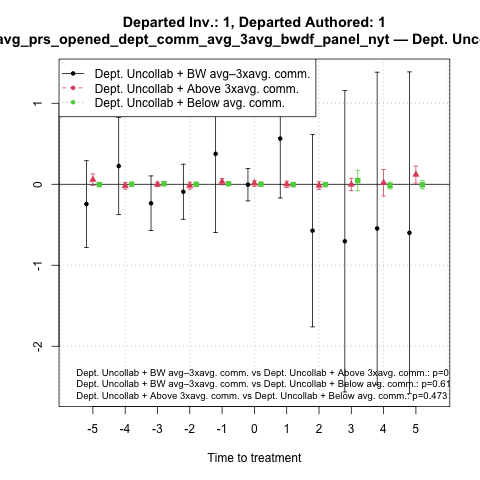 Departed Inv.: 1, Departed Authored: 1
avg_prs_opened_dept_comm_avg_3avg_bwdf_panel_nyt — Dept. Unco
Dept. Uncollab + BW avg–3xavg. comm.
Dept. Uncollab + Above 3xavg. comm.
Dept. Uncollab + Below avg. comm.
1
0
-1
-2
Dept. Uncollab + BW avg–3xavg. comm. vs Dept. Uncollab + Above 3xavg. comm.: p=0
Dept. Uncollab + BW avg–3xavg. comm. vs Dept. Uncollab + Below avg. comm.: p=0.61
Dept. Uncollab + Above 3xavg. comm. vs Dept. Uncollab + Below avg. comm.: p=0.473
-5 -4 -3 -2 -1 0 1 2 3 4 5
Time to treatment